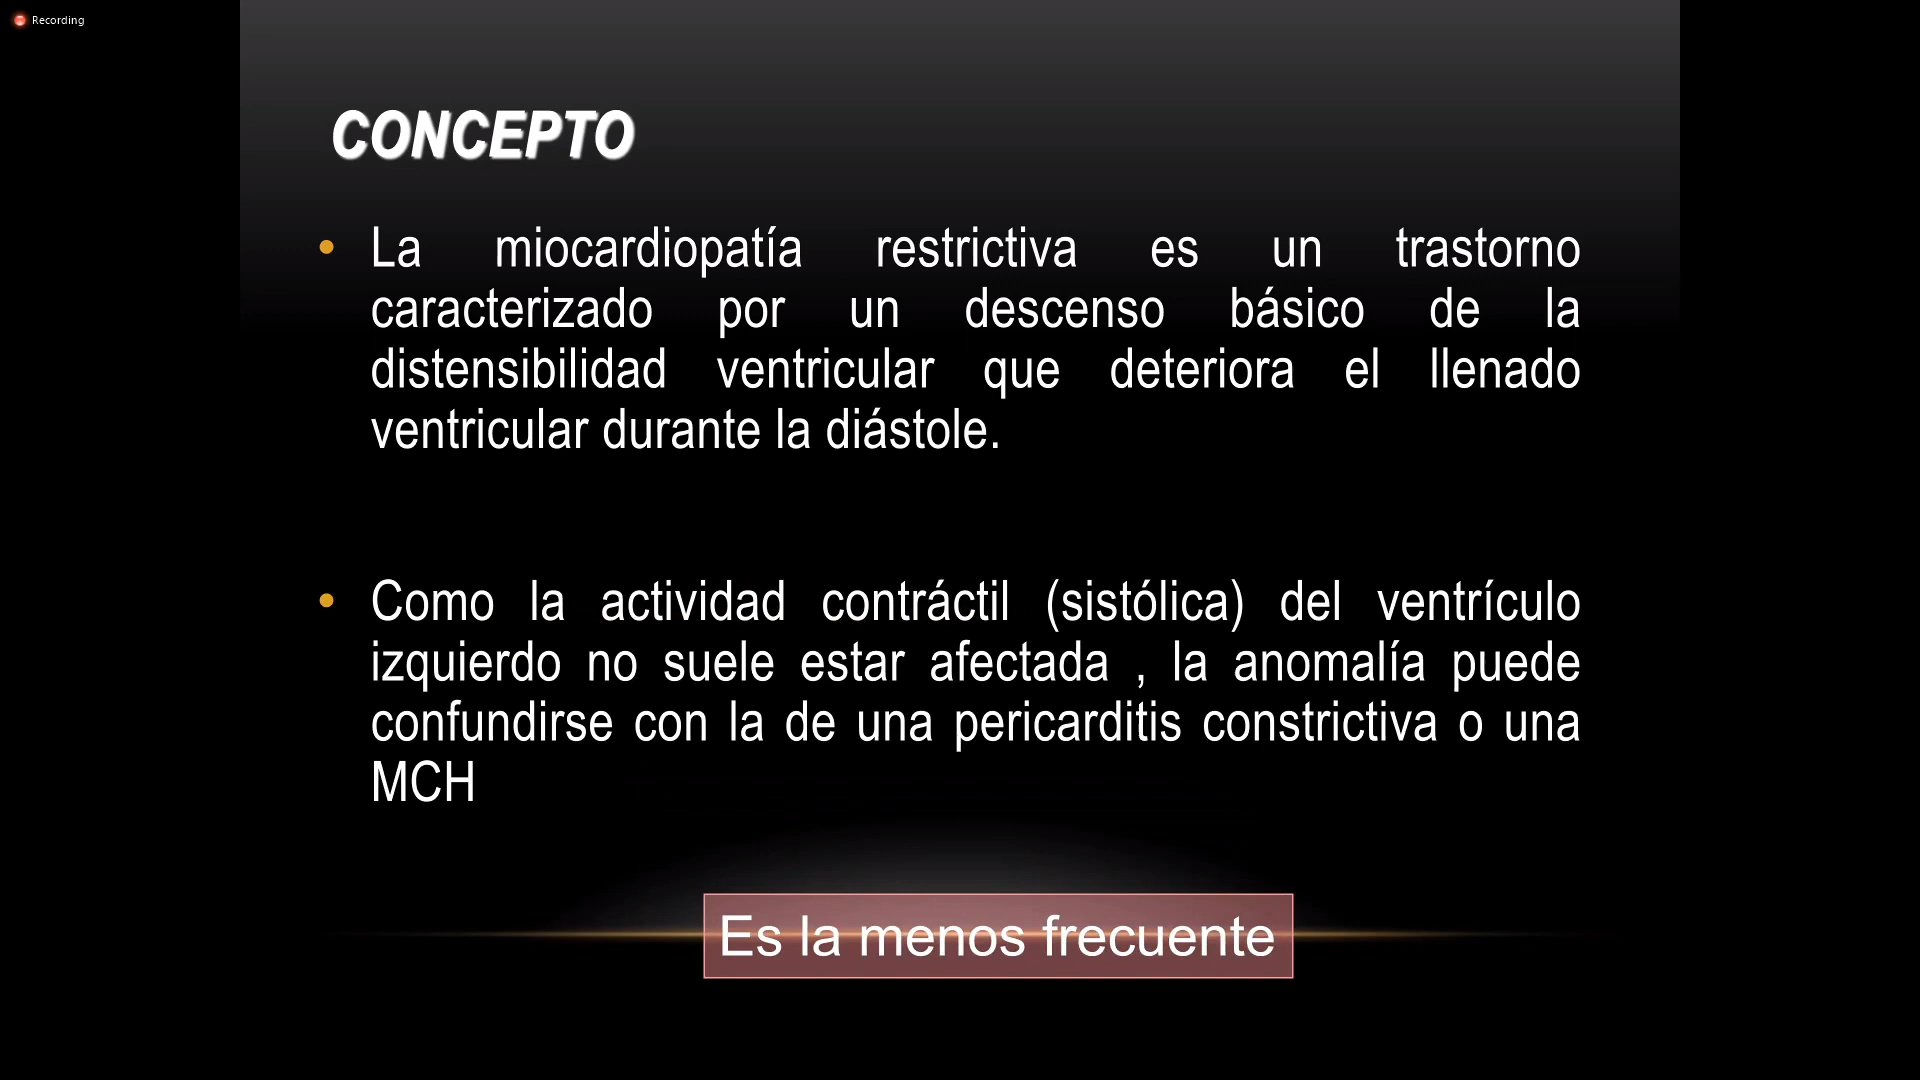 Recording
CONCEPTO
• La miocardiopatía restrictiva es un trastorno
caracterizado por un descenso básico de la
distensibilidad ventricular que deteriora el llenado
ventricular durante la diástole.
• Como la actividad contráctil (sistólica) del ventrículo
izquierdo no suele estar afectada , la anomalía puede
confundirse con la de una pericarditis constrictiva o una
MCH
Es la menos frecuente